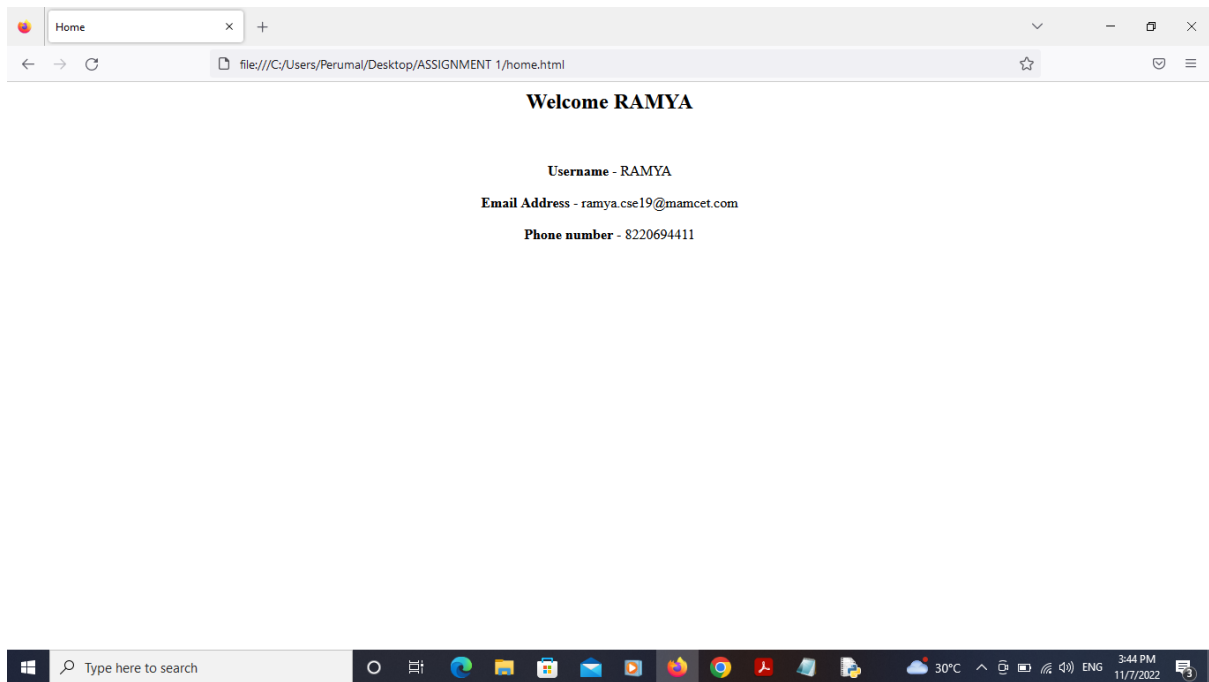 Home
file:///C:/Users/Perumal/Desktop/ASSIGNMENT 1/home.html
Welcome RAMYA
Username - RAMYA
Email Address - ramya.cse19@mamcet.com
Phone number - 8220694411
Type here to search
30°C
ENG
3:44 PM
11/7/2022
3